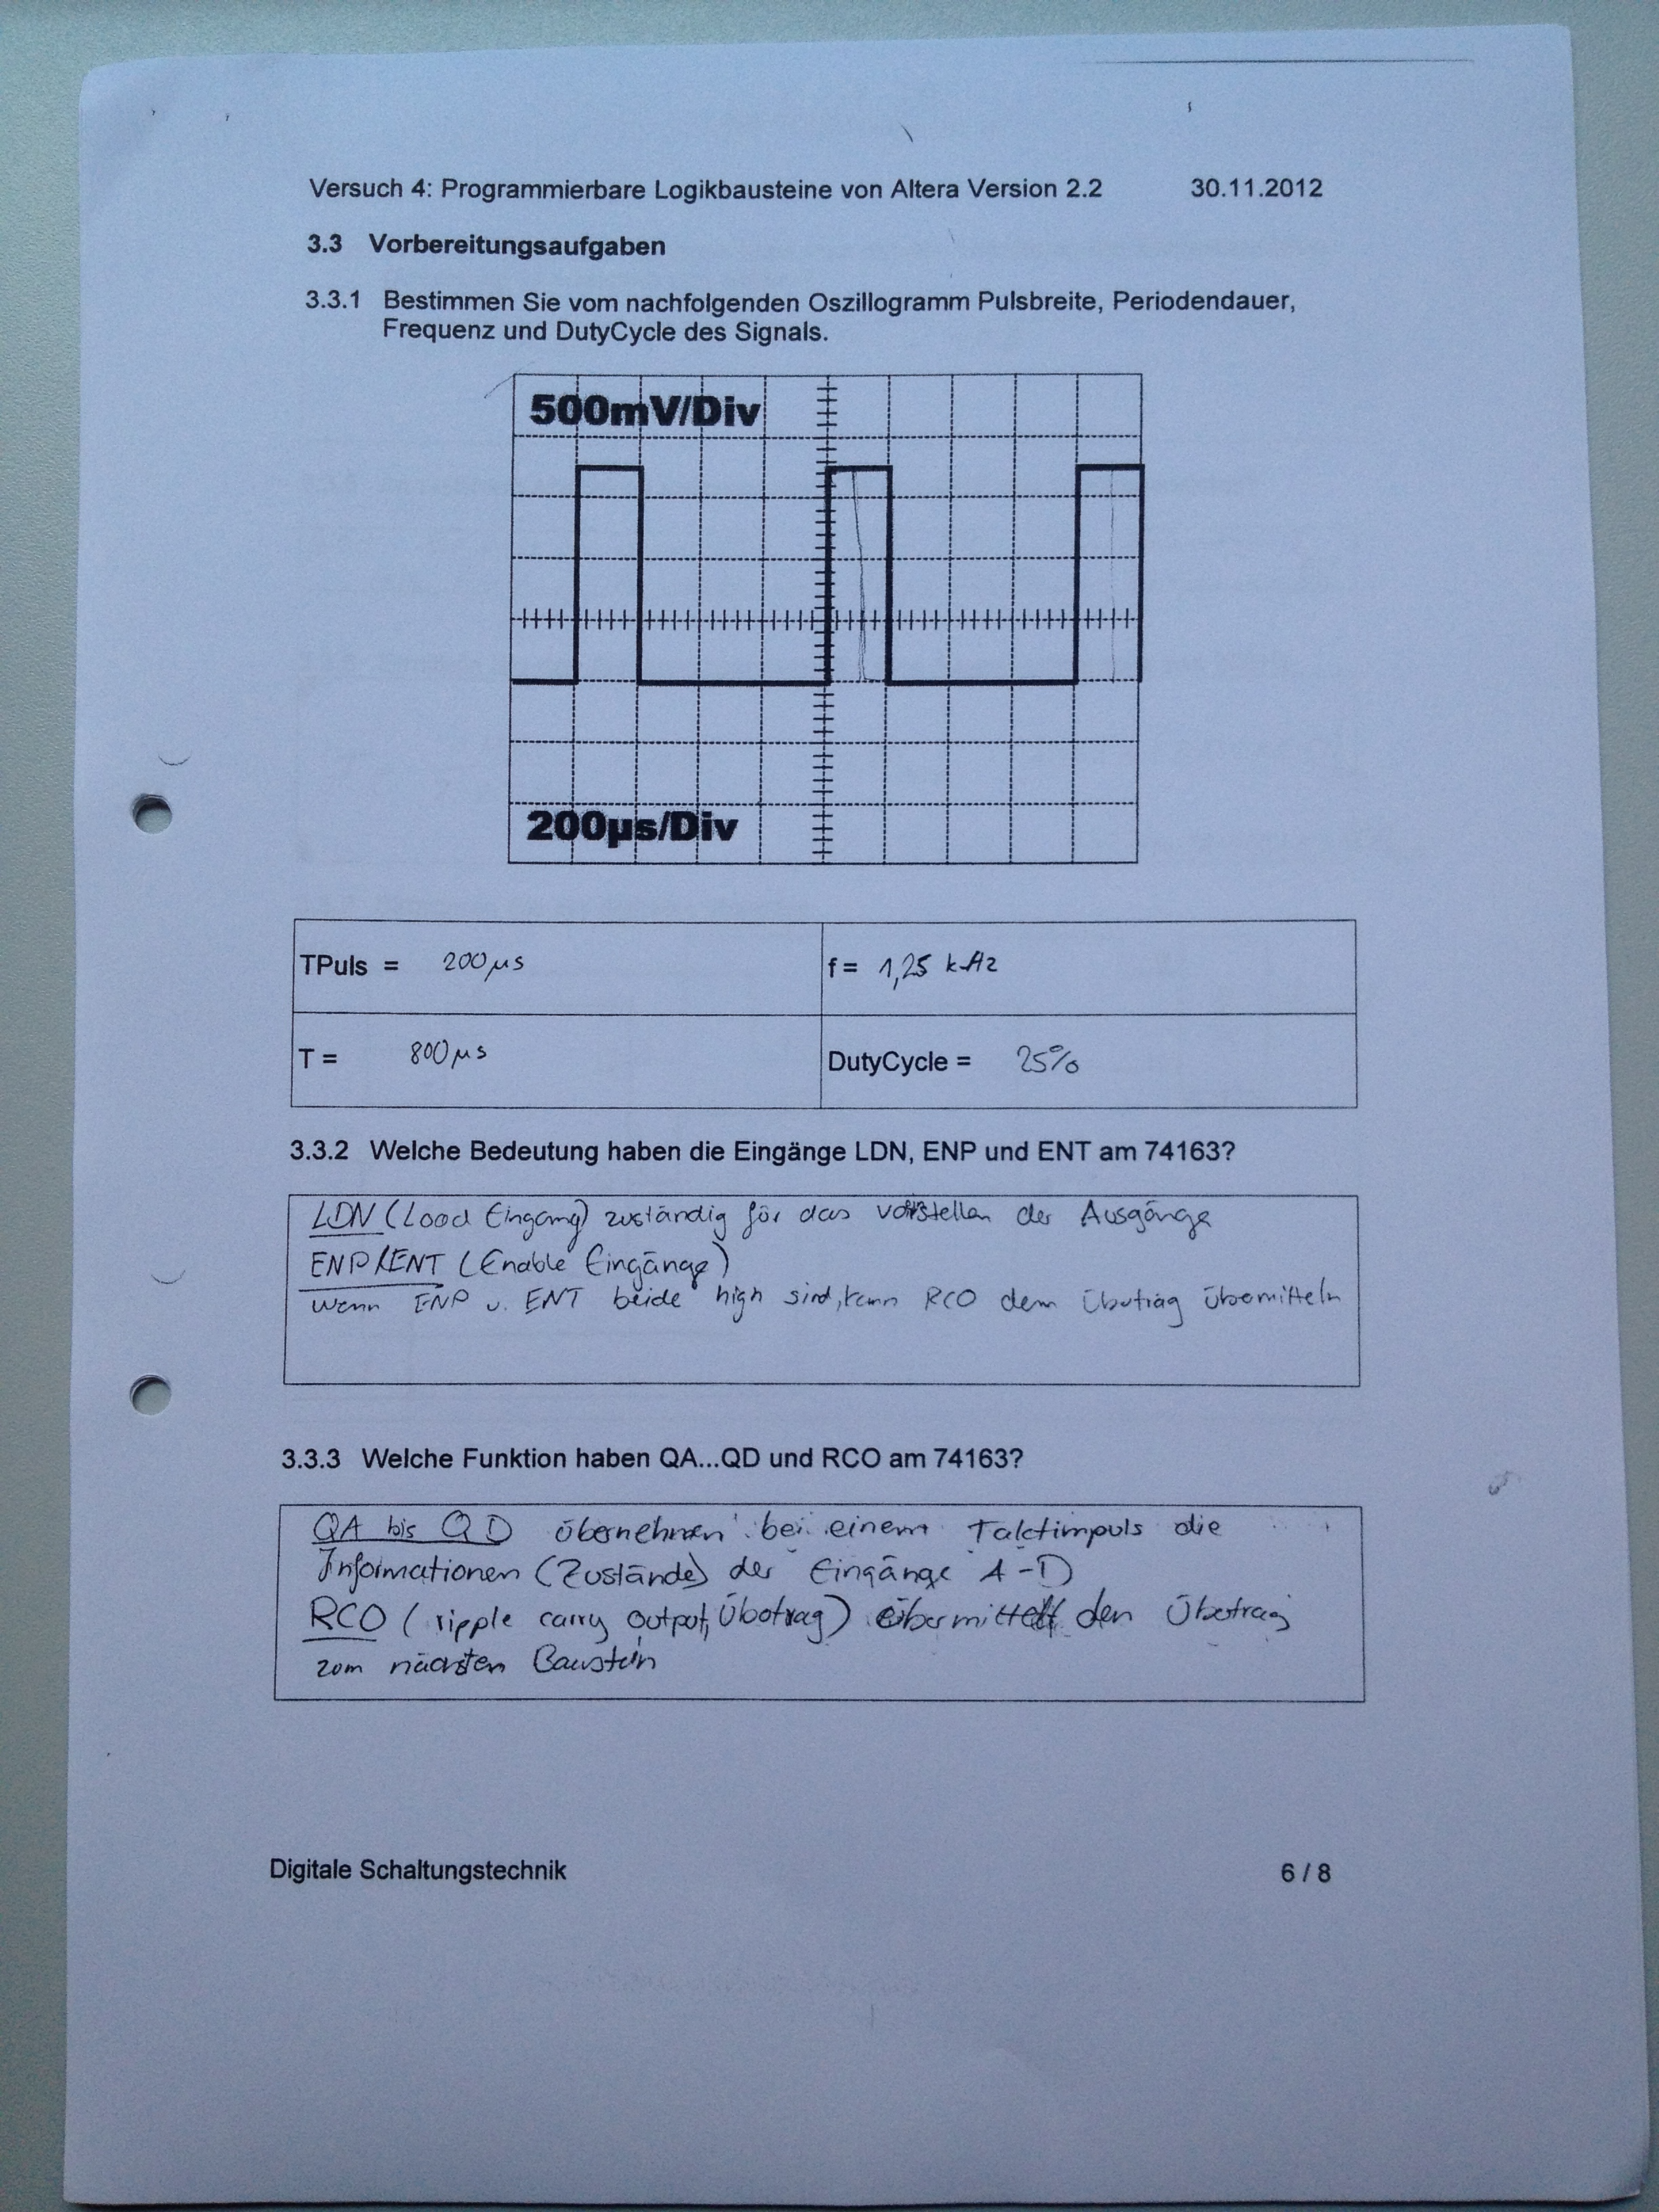 Versuch 4: Programmierbare Logikbausteine von Altera Version 2.2 30.11.2012
3.3 Vorbereitungsaufgaben
3.3.1 Bestimmen Sie vom nachfolgenden Oszillogramm Pulsbreite, Periodendauer,
Frequenz und DutyCycle des Signals.
500mV/Div
200µs/Div
TPuls = 200µs f = 1,25 kHz
T = 800µs DutyCycle = 25%
3.3.2 Welche Bedeutung haben die Eingänge LDN, ENP und ENT am 74163?
LDN (Load Eingang) zuständig für das vorstellen der Ausgänge
ENP/ENT (Enable Eingänge)
wenn ENP u. ENT beide high sind, kann RCO dem Übertrag übermitteln
3.3.3 Welche Funktion haben QA...QD und RCO am 74163?
QA bis QD übernehmen bei einem Taktimpuls die
Informationen (Zustände) der Eingänge A-D
RCO (ripple carry output, Übertrag) übermittelt den Übertrag
zum nächsten Baustein
Digitale Schaltungstechnik 6 / 8